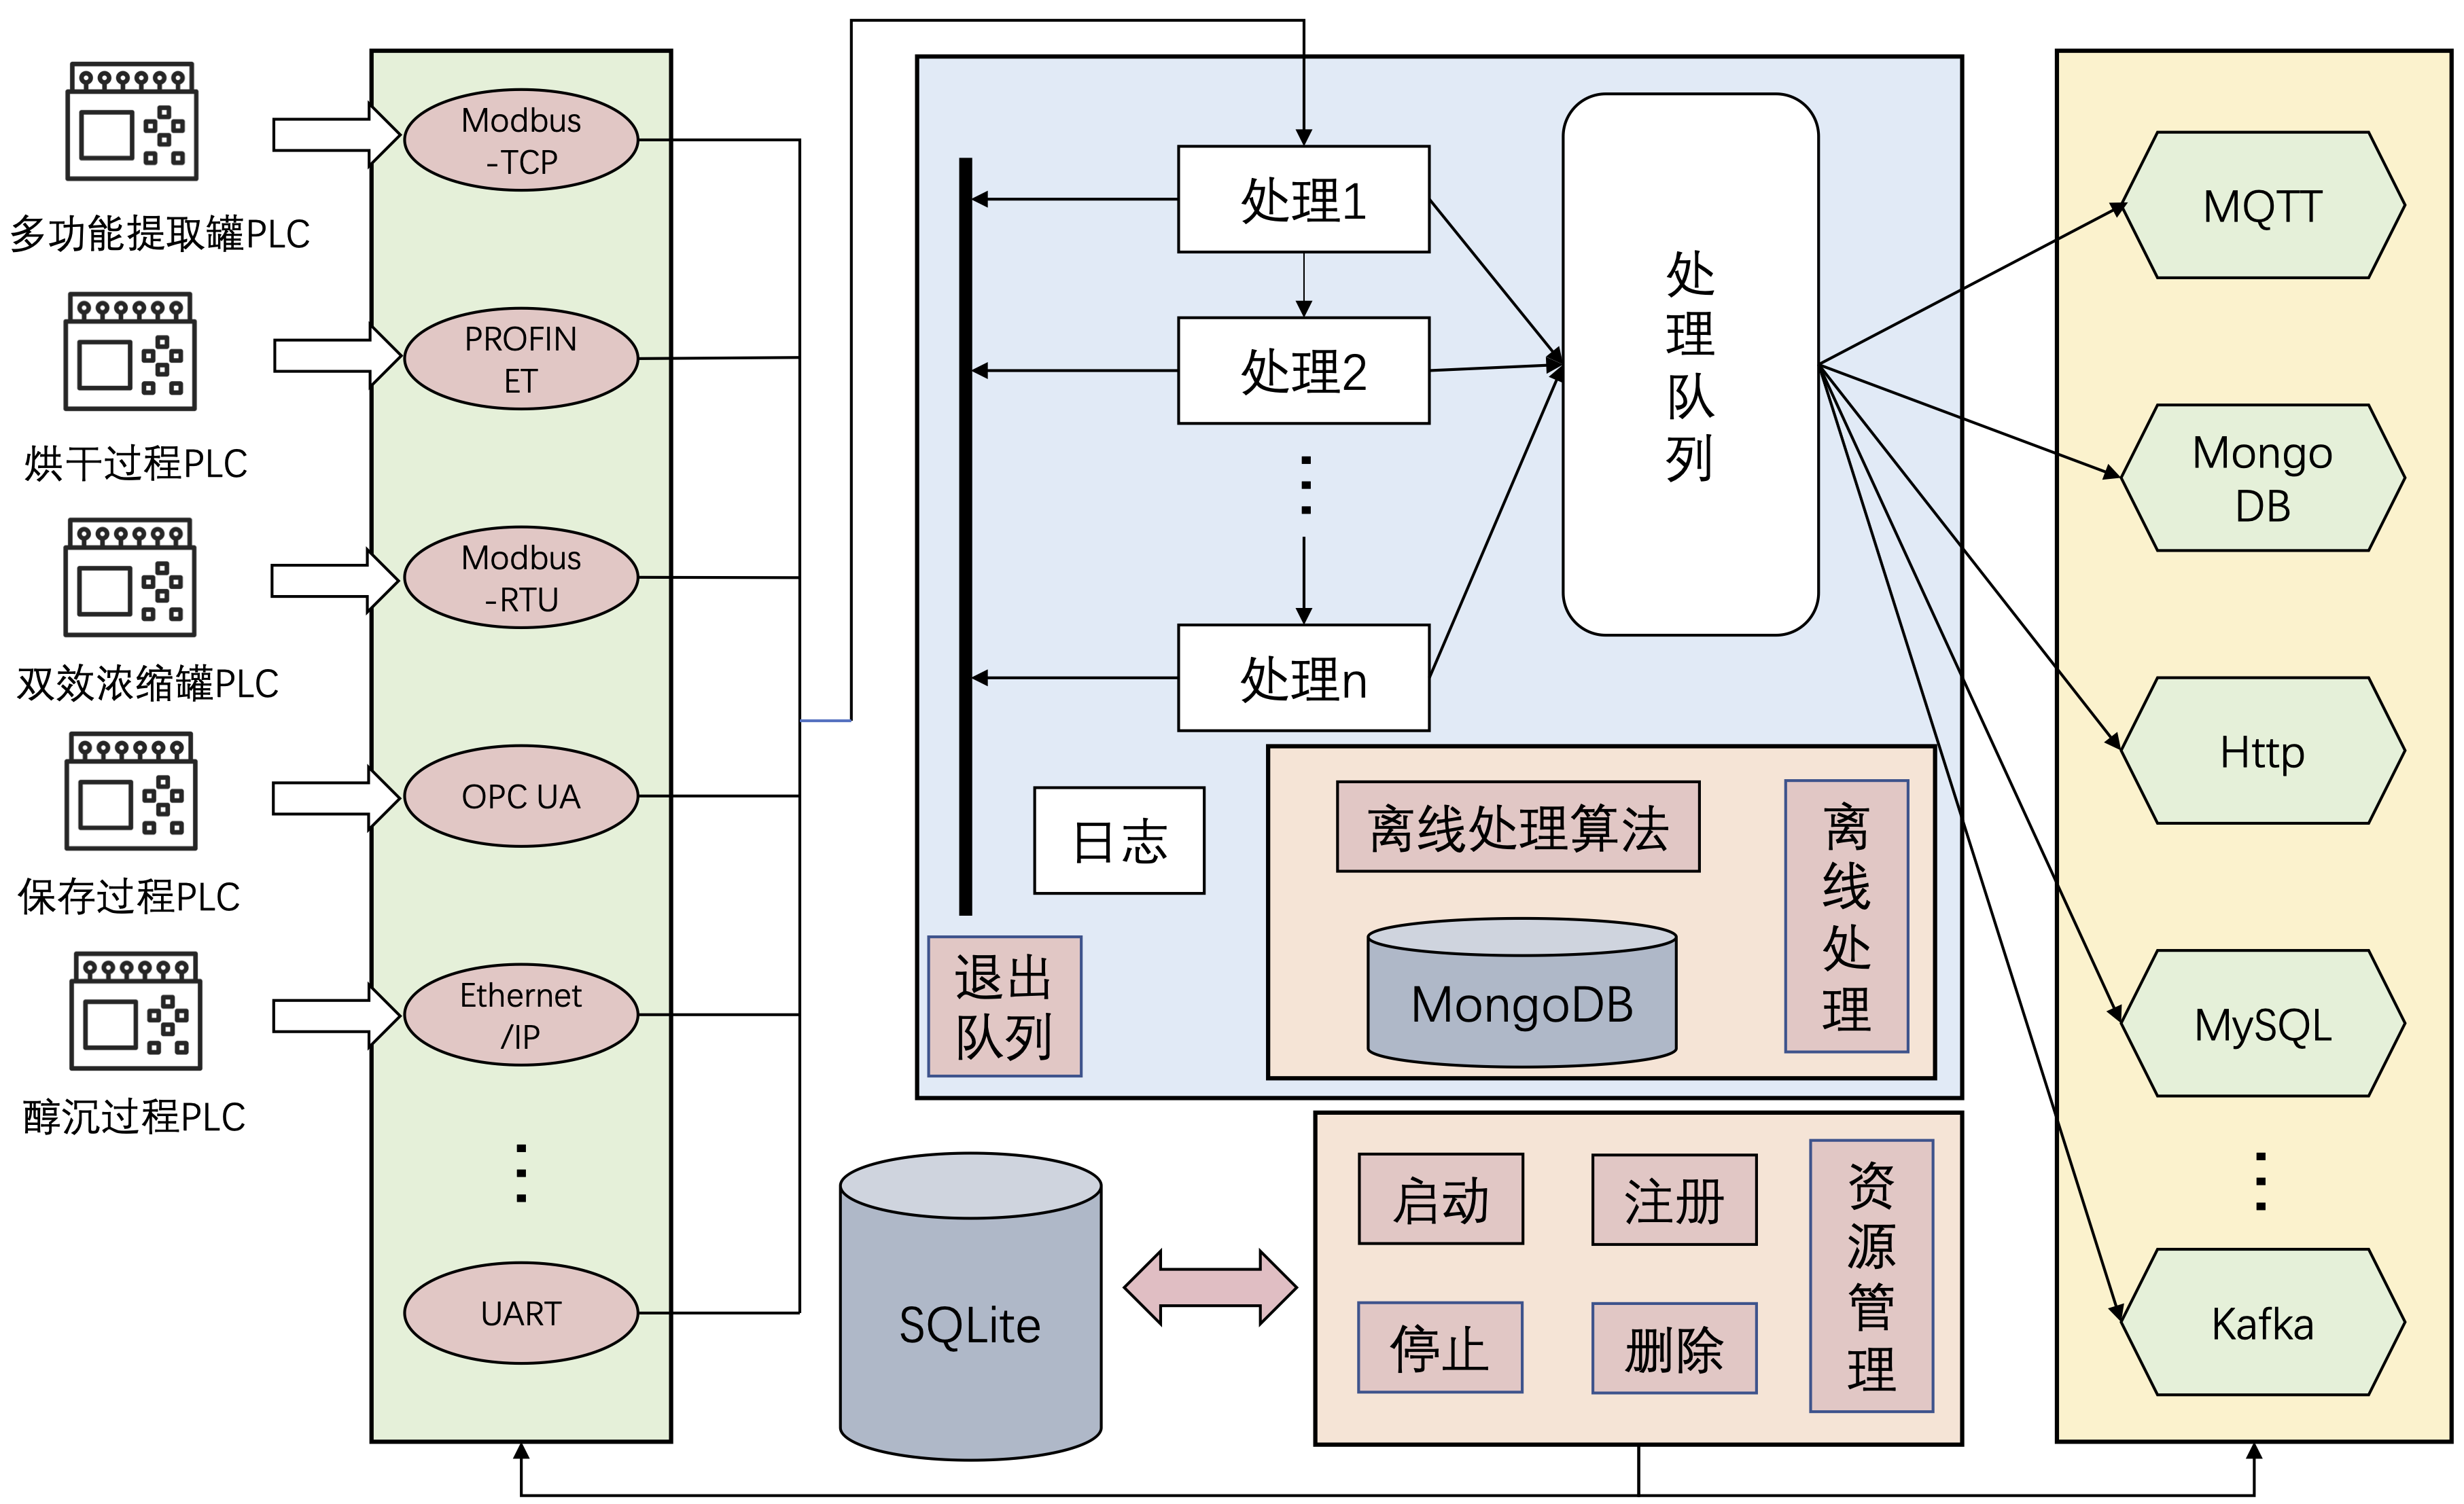 多功能提取罐PLC
烘干过程PLC
双效浓缩罐PLC
保存过程PLC
醇沉过程PLC
Modbus
-TCP
PROFIN
ET
Modbus
-RTU
OPC UA
Ethernet
/IP
UART
处理1
处理2
处理n
处
理
队
列
日志
退出
队列
离线处理算法
MongoDB
离
线
处
理
SQLite
启动
注册
停止
删除
资
源
管
理
MQTT
Mongo
DB
Http
MySQL
Kafka